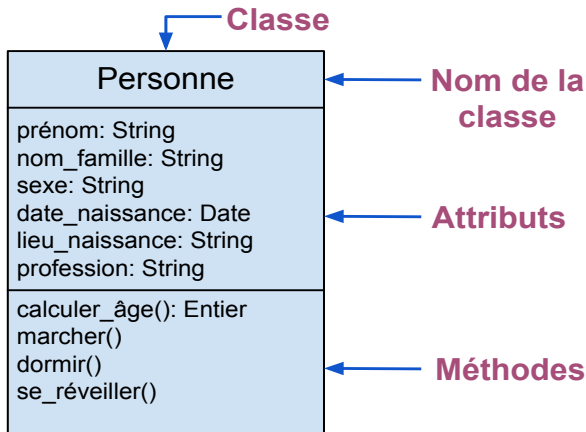 Classe
Personne
Nom de la
classe
prénom: String
nom_famille: String
sexe: String
date_naissance: Date
lieu_naissance: String
profession: String
Attributs
calculer_âge(): Entier
marcher()
dormir()
se_réveiller()
Méthodes